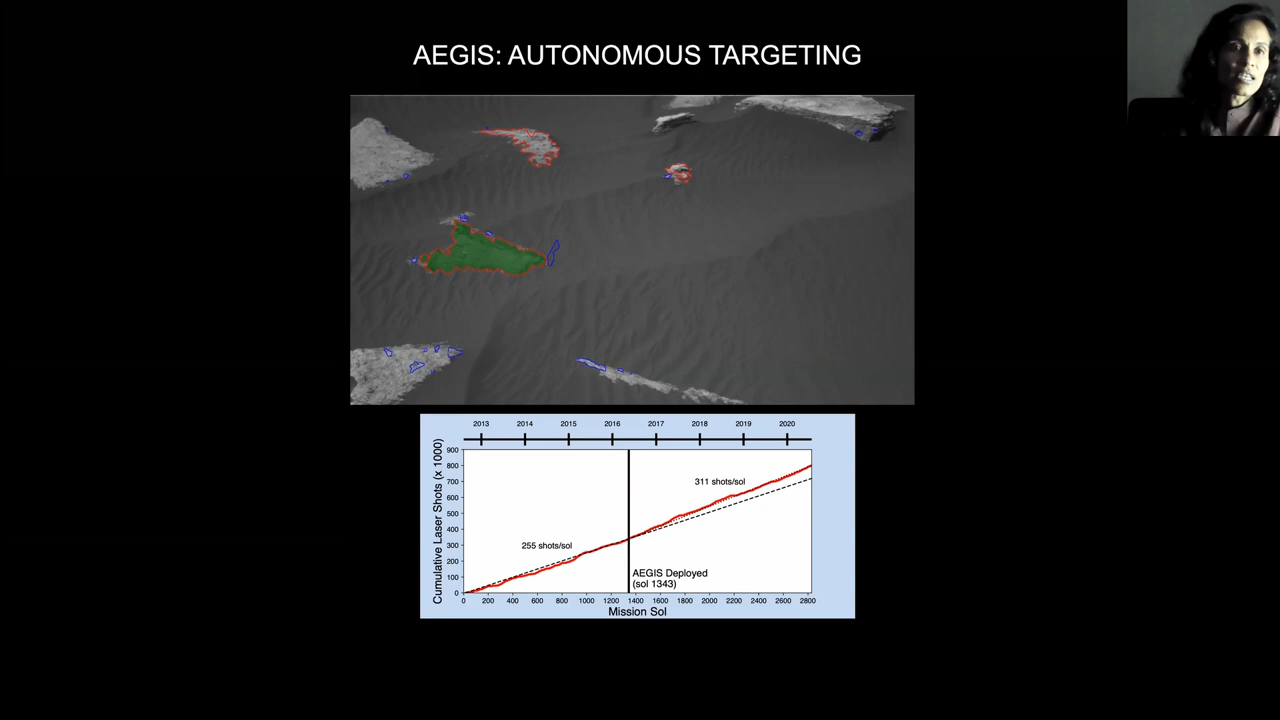 AEGIS: AUTONOMOUS TARGETING
2013 2014 2015 2016 2017 2018 2019 2020
Cumulative Laser Shots (x 1000)
900
800
700
600
500
400
300
200
100
0
311 shots/sol
255 shots/sol
AEGIS Deployed
(sol 1343)
0 200 400 600 800 1000 1200 1400 1600 1800 2000 2200 2400 2600 2800
Mission Sol